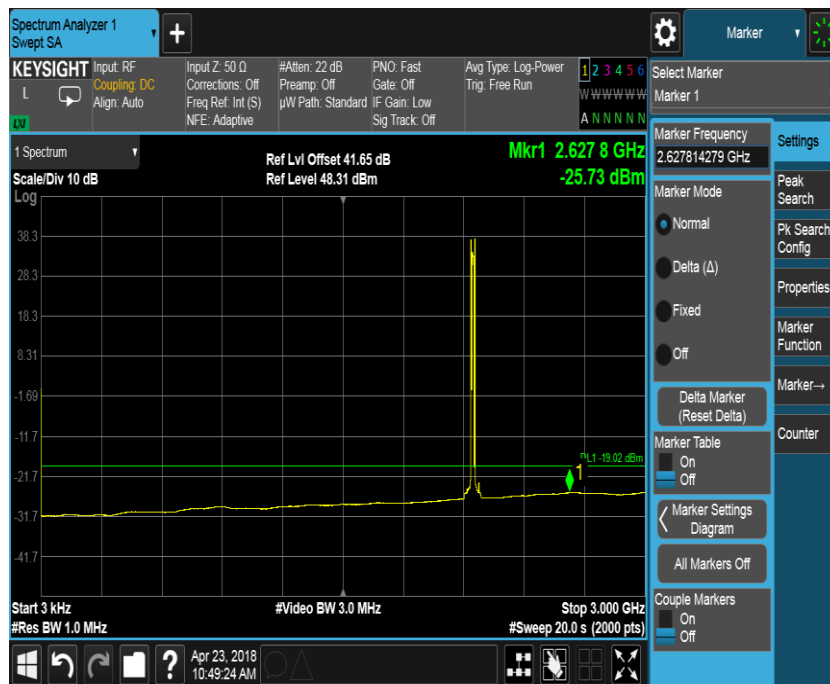 Spectrum Analyzer 1
Swept SA
+
Marker
KEYSIGHT
L
LXI
Input: RF
Coupling: DC
Align: Auto
Input Z: 50 Ω
Corrections: Off
Freq Ref: Int (S)
NFE: Adaptive
#Atten: 22 dB
Preamp: Off
µW Path: Standard
PNO: Fast
Gate: Off
IF Gain: Low
Sig Track: Off
Avg Type: Log-Power
Trig: Free Run
1 2 3 4 5 6
W W W W W W
A N N N N N
Select Marker
Marker 1
1 Spectrum
Scale/Div 10 dB
Log
Ref Lvl Offset 41.65 dB
Ref Level 48.31 dBm
Mkr1 2.627 8 GHz
-25.73 dBm
38.3
28.3
18.3
8.31
-1.69
-11.7
-21.7
-31.7
-41.7
DL1 -19.02 dBm
1
Start 3 kHz
#Res BW 1.0 MHz
#Video BW 3.0 MHz
Stop 3.000 GHz
#Sweep 20.0 s (2000 pts)
Marker Frequency
2.627814279 GHz
Marker Mode
Normal
Delta (Δ)
Fixed
Off
Delta Marker
(Reset Delta)
Marker Table
On
Off
Marker Settings
Diagram
All Markers Off
Couple Markers
On
Off
Settings
Peak
Search
Pk Search
Config
Properties
Marker
Function
Marker→
Counter
?
Apr 23, 2018
10:49:24 AM